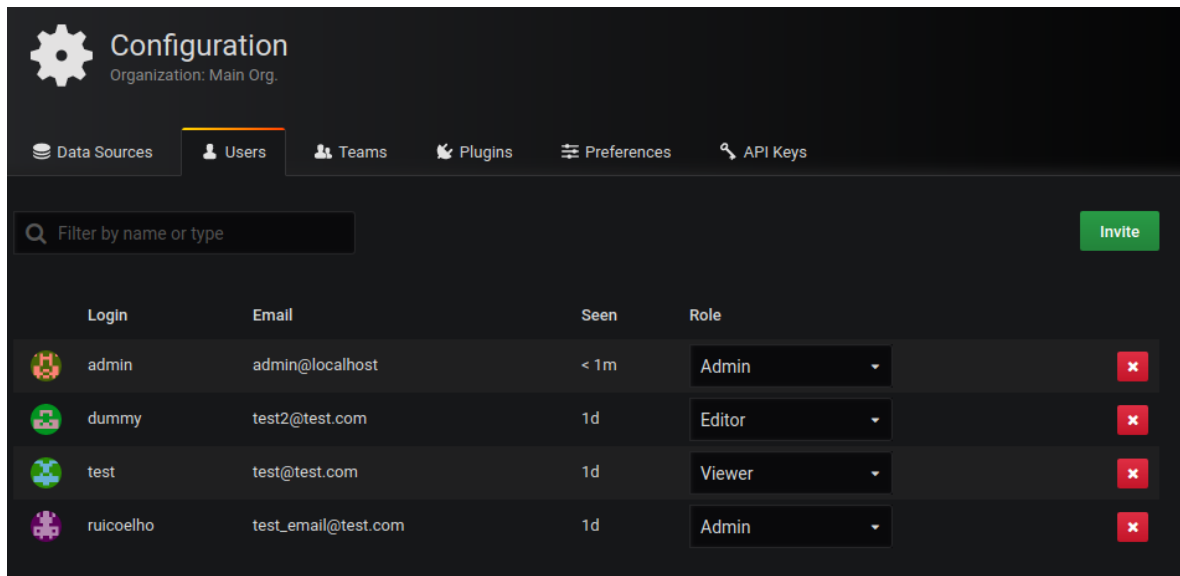 Configuration
Organization: Main Org.
Data Sources Users Teams Plugins Preferences API Keys
Filter by name or type Invite
Login Email Seen Role
admin admin@localhost < 1m Admin
dummy test2@test.com 1d Editor
test test@test.com 1d Viewer
ruicoelho test_email@test.com 1d Admin